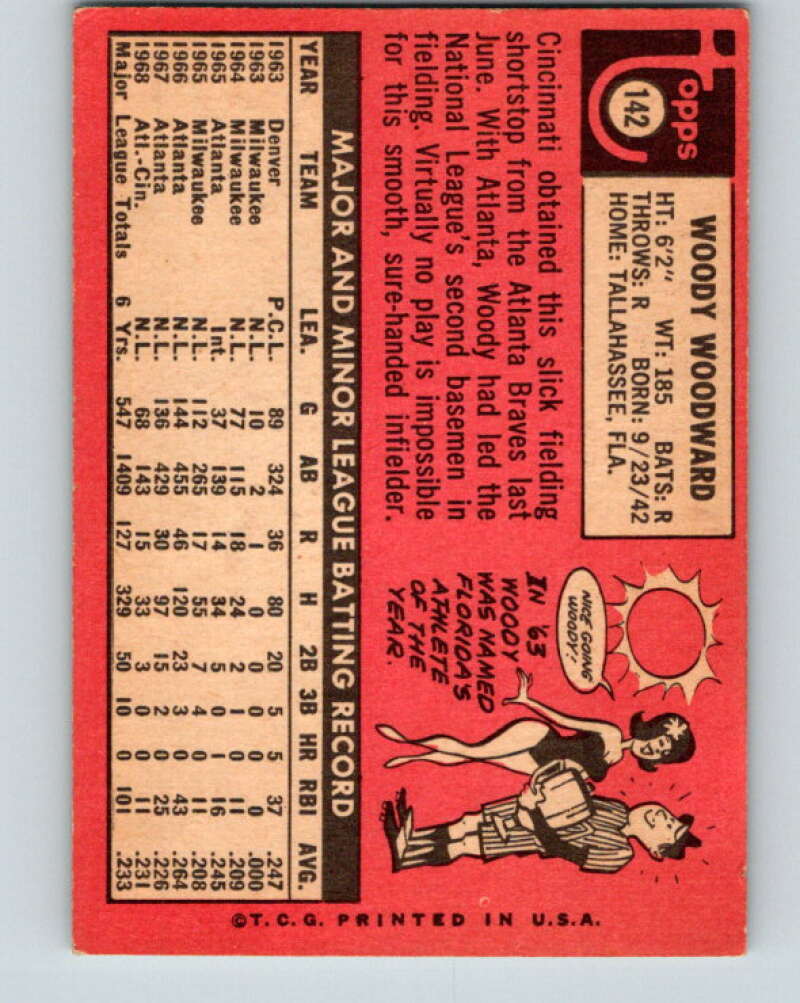 Topps
142
WOODY WOODWARD
HT: 6'2" WT: 185 BATS: R
THROWS: R BORN: 9/23/42
HOME: TALLAHASSEE, FLA.
Cincinnati obtained this slick fielding
shortstop from the Atlanta Braves last
June. With Atlanta, Woody had led the
National League's second basemen in
fielding. Virtually no play is impossible
for this smooth, sure-handed infielder.
NICE GOING
WOODY!
IN '63
WOODY
WAS NAMED
FLORIDA'S
ATHLETE
OF THE
YEAR.
MAJOR AND MINOR LEAGUE BATTING RECORD
YEAR TEAM LEA. G AB R H 2B 3B HR RBI AVG.
1963 Denver P.C.L. 89 324 36 80 20 5 5 37 .247
1963 Milwaukee N.L. 10 2 1 0 0 0 0 0 .000
1964 Milwaukee N.L. 77 115 18 24 2 1 0 11 .209
1965 Atlanta Int. 37 139 14 34 5 0 1 16 .245
1965 Milwaukee N.L. 112 265 17 55 7 4 0 11 .208
1966 Atlanta N.L. 144 455 46 120 23 3 0 43 .264
1967 Atlanta N.L. 136 429 30 97 15 2 0 25 .226
1968 Atl.-Cin. N.L. 68 143 15 33 3 0 0 11 .231
Major League Totals 6 Yrs. 547 1409 127 329 50 10 0 101 .233
©T.C.G. PRINTED IN U.S.A.